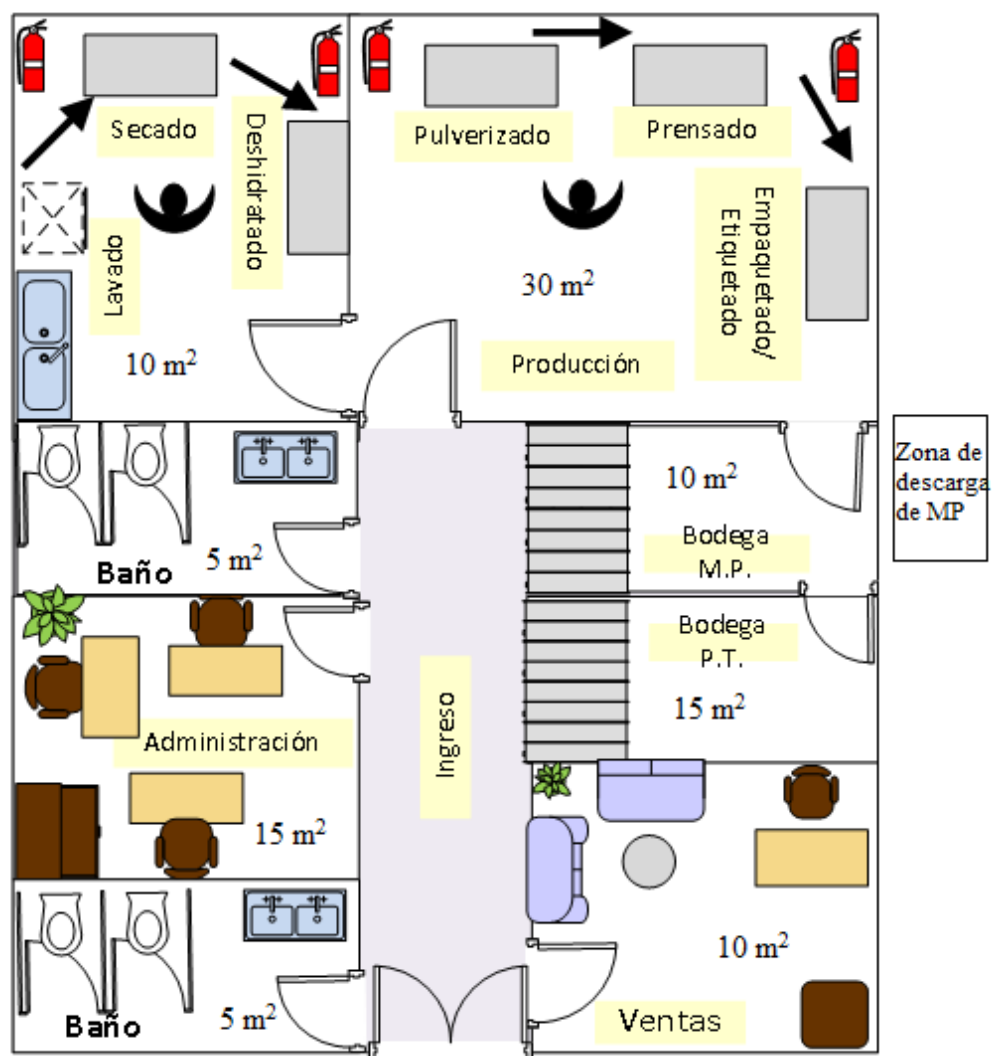 Secado
Deshidratado
Lavado
10 m²
Pulverizado
Prensado
Empaquetado/
Etiquetado
30 m²
Producción
Baño
5 m²
10 m²
Bodega
M.P.
Zona de
descarga
de MP
Bodega
P.T.
15 m²
Administración
15 m²
Ingreso
Baño
5 m²
10 m²
Ventas